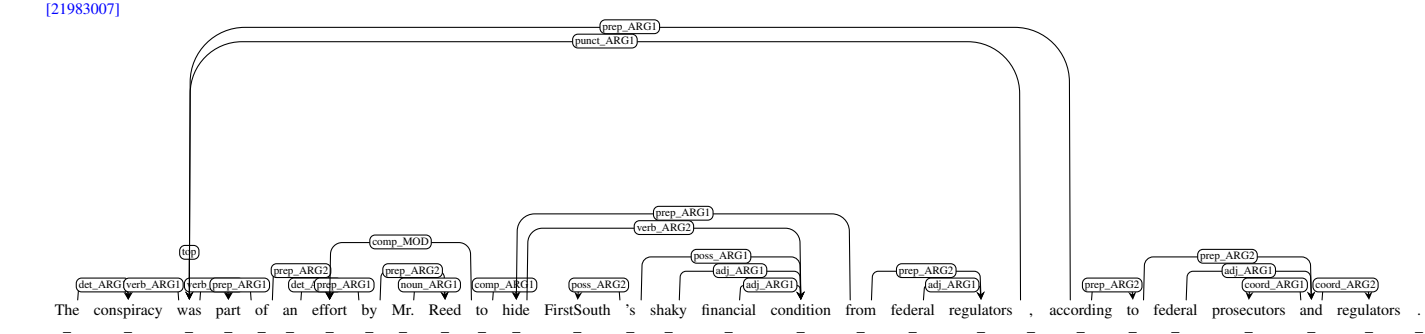 [21983007]
prep_ARG1
punct_ARG1
prep_ARG1
verb_ARG2
comp_MOD
top
poss_ARG1
prep_ARG2
prep_ARG2
prep_ARG2
adj_ARG1
prep_ARG2
adj_ARG1
det_ARG verb_ARG1 verb prep_ARG1 det_ prep_ARG1 noun_ARG1 comp_ARG1 poss_ARG2 adj_ARG1 adj_ARG1 prep_ARG2 coord_ARG1 coord_ARG2
The conspiracy was part of an effort by Mr. Reed to hide FirstSouth 's shaky financial condition from federal regulators , according to federal prosecutors and regulators .